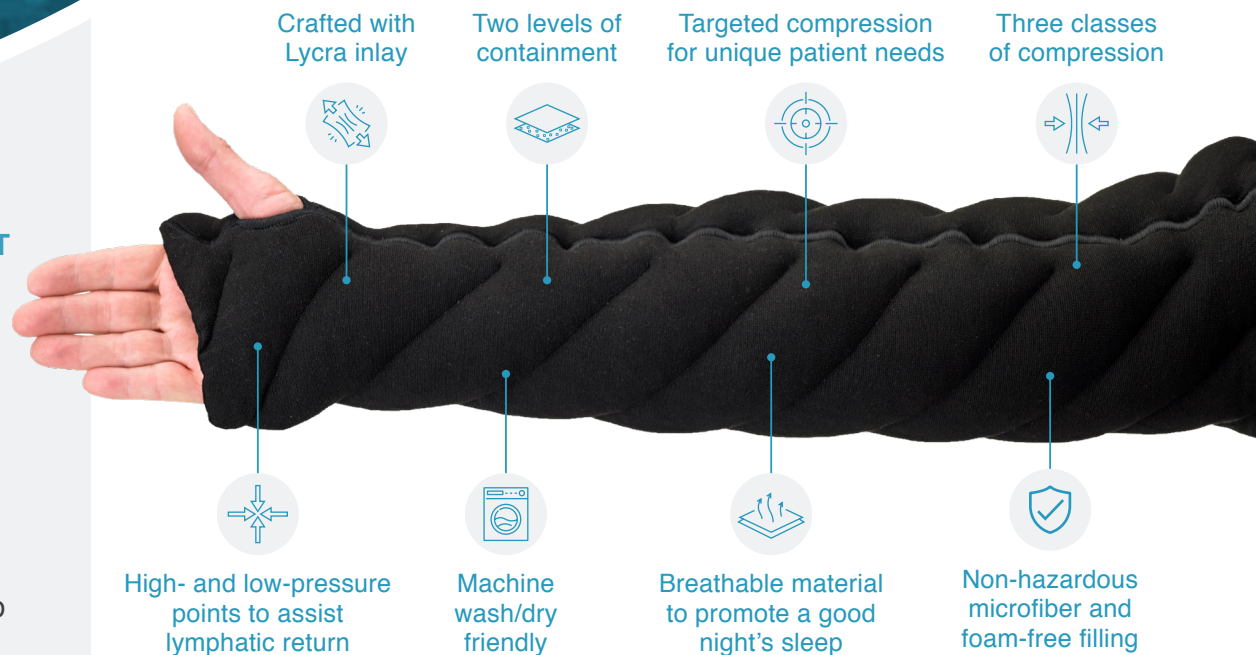 Crafted with
Lycra inlay
Two levels of
containment
Targeted compression
for unique patient needs
Three classes
of compression
T
High- and low-pressure
points to assist
lymphatic return
Machine
wash/dry
friendly
Breathable material
to promote a good
night’s sleep
Non-hazardous
microfiber and
foam-free filling